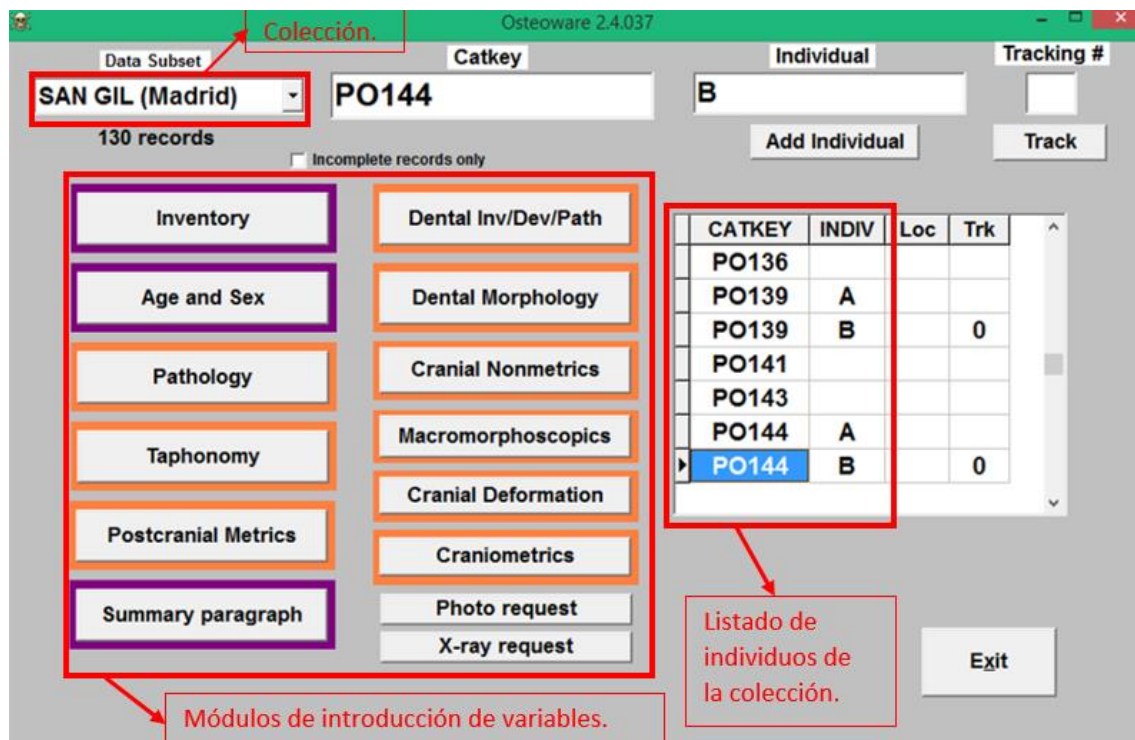 Osteoware 2.4.037
Colección.
Data Subset
Catkey
Individual
Tracking #
SAN GIL (Madrid)
PO144
B
130 records
Add Individual
Track
Incomplete records only
Inventory
Dental Inv/Dev/Path
Age and Sex
Dental Morphology
Pathology
Cranial Nonmetrics
Taphonomy
Macromorphoscopics
Cranial Deformation
Postcranial Metrics
Craniometrics
Summary paragraph
Photo request
X-ray request
CATKEY INDIV Loc Trk
PO136
PO139 A
PO139 B 0
PO141
PO143
PO144 A
PO144 B 0
Listado de
individuos de
la colección.
Exit
Módulos de introducción de variables.